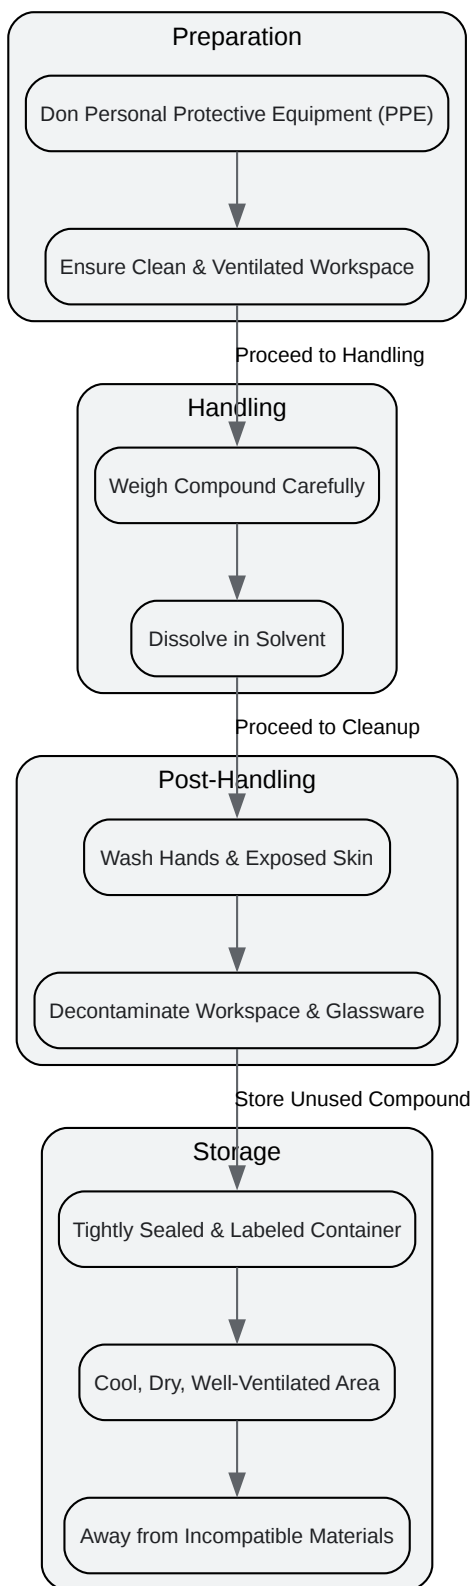 Preparation
Don Personal Protective Equipment (PPE)
Ensure Clean & Ventilated Workspace
Proceed to Handling
Handling
Weigh Compound Carefully
Dissolve in Solvent
Proceed to Cleanup
Post-Handling
Wash Hands & Exposed Skin
Decontaminate Workspace & Glassware
Store Unused Compound
Storage
Tightly Sealed & Labeled Container
Cool, Dry, Well-Ventilated Area
Away from Incompatible Materials